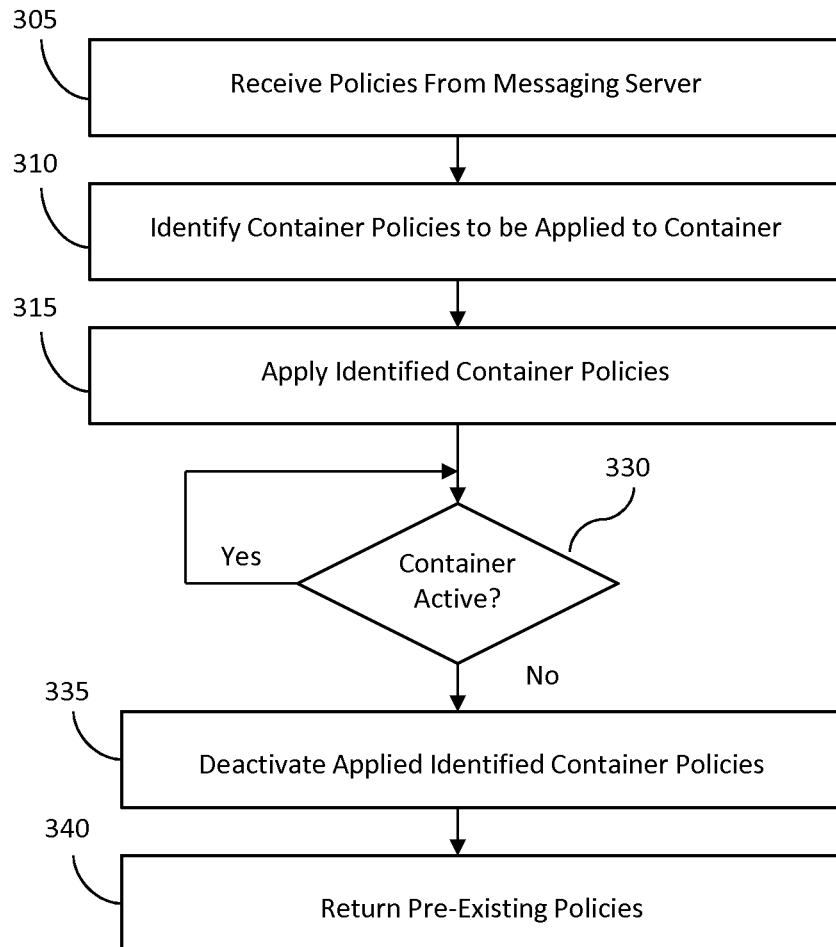 305
Receive Policies From Messaging Server
310
Identify Container Policies to be Applied to Container
315
Apply Identified Container Policies
330
Container
Active?
Yes
No
335
Deactivate Applied Identified Container Policies
340
Return Pre-Existing Policies